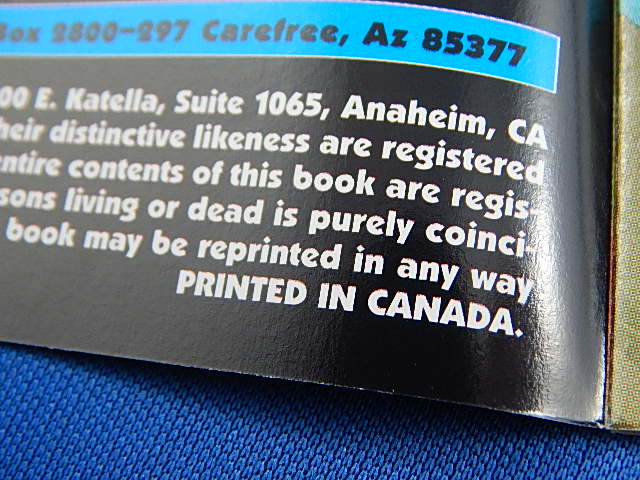 Box 2800-297 Carefree, Az 85377
00 E. Katella, Suite 1065, Anaheim, CA
heir distinctive likeness are registered
entire contents of this book are regis-
sons living or dead is purely coinci-
book may be reprinted in any way
PRINTED IN CANADA.